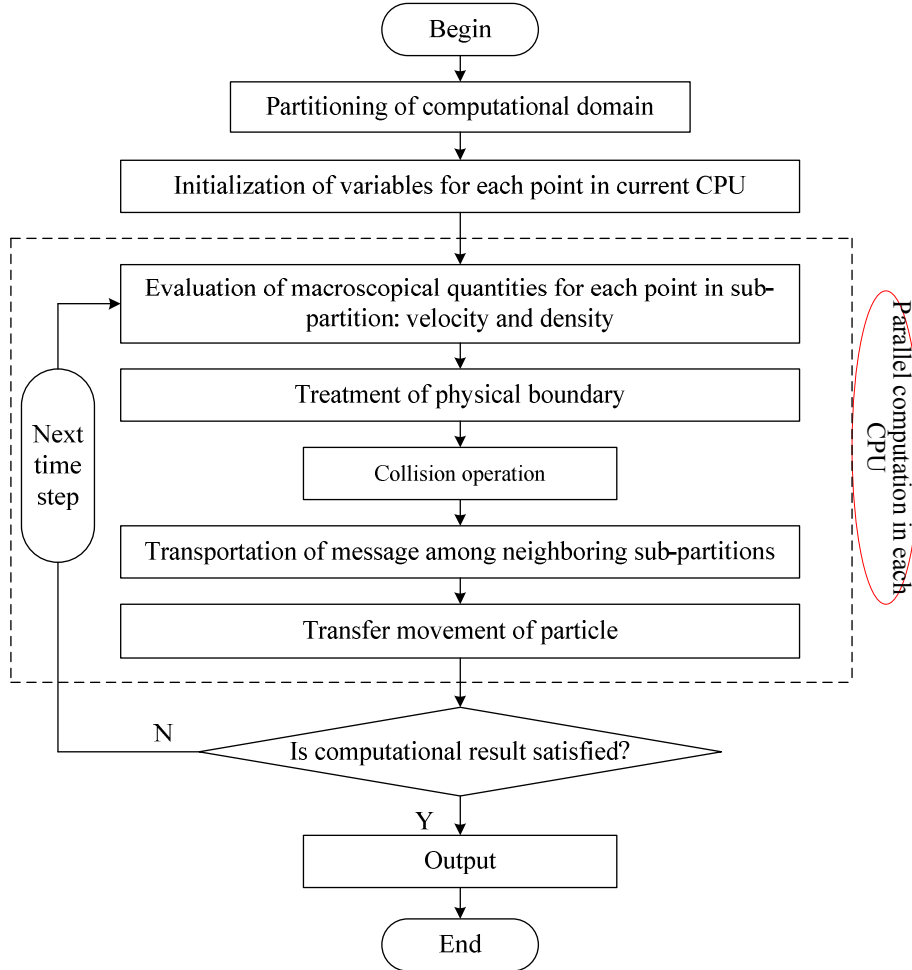 Begin
Partitioning of computational domain
Initialization of variables for each point in current CPU
Evaluation of macroscopical quantities for each point in sub-
partition: velocity and density
Treatment of physical boundary
Next
time
step
Collision operation
Parallel computation in each
CPU
Transportation of message among neighboring sub-partitions
Transfer movement of particle
N
Is computational result satisfied?
Y
Output
End